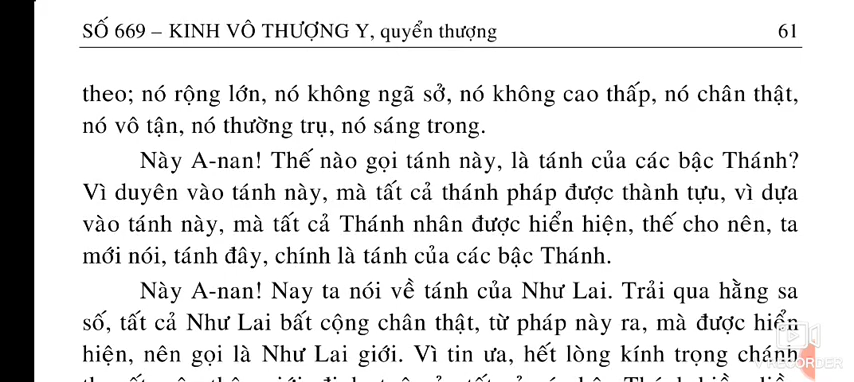 SỐ 669 – KINH VÔ THƯỢNG Y, quyển thượng 61
theo; nó rộng lớn, nó không ngã sở, nó không cao thấp, nó chân thật,
nó vô tận, nó thường trụ, nó sáng trong.
Này A-nan! Thế nào gọi tánh này, là tánh của các bậc Thánh?
Vì duyên vào tánh này, mà tất cả thánh pháp được thành tựu, vì dựa
vào tánh này, mà tất cả Thánh nhân được hiển hiện, thế cho nên, ta
mới nói, tánh đây, chính là tánh của các bậc Thánh.
Này A-nan! Nay ta nói về tánh của Như Lai. Trải qua hằng sa
số, tất cả Như Lai bất cộng chân thật, từ pháp này ra, mà được hiển
hiện, nên gọi là Như Lai giới. Vì tin ưa, hết lòng kính trọng chánh
RECORDER